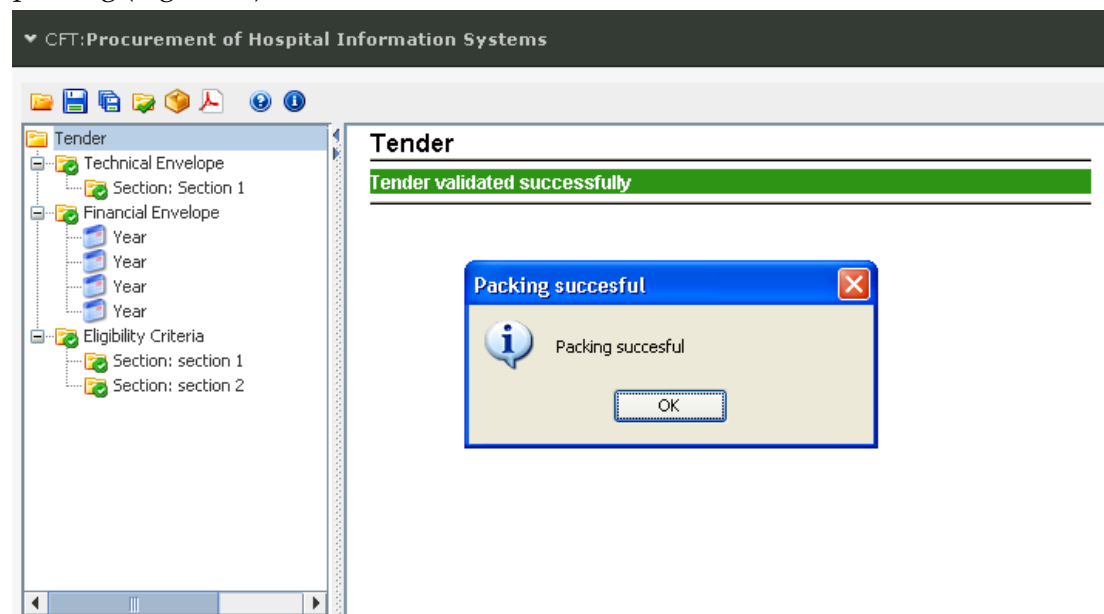 CFT:Procurement of Hospital Information Systems
Tender
Technical Envelope
Section: Section 1
Financial Envelope
Year
Year
Year
Year
Eligibility Criteria
Section: section 1
Section: section 2
Tender
Tender validated successfully
Packing succesful
Packing succesful
OK